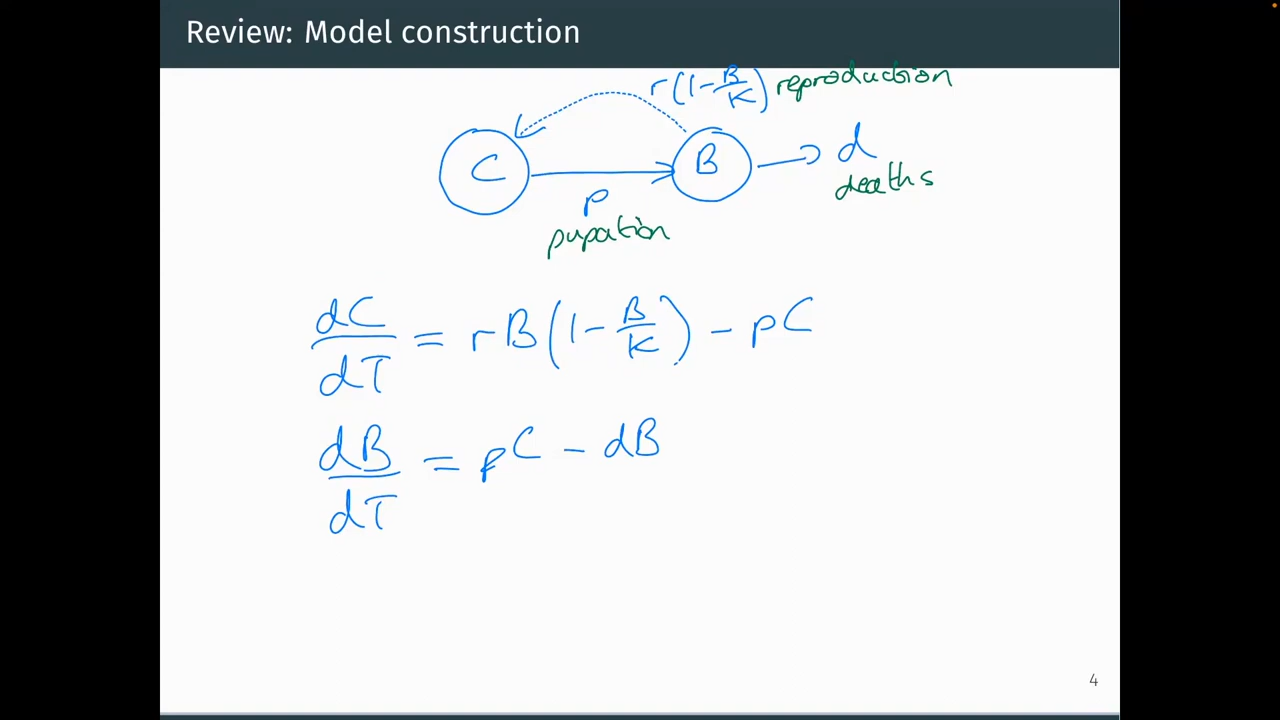 Review: Model construction
r(1-B/K) reproduction
C
B
d
deaths
p
pupation
dC/dT = rB(1-B/K) - pC
dB/dT = pC - dB
4